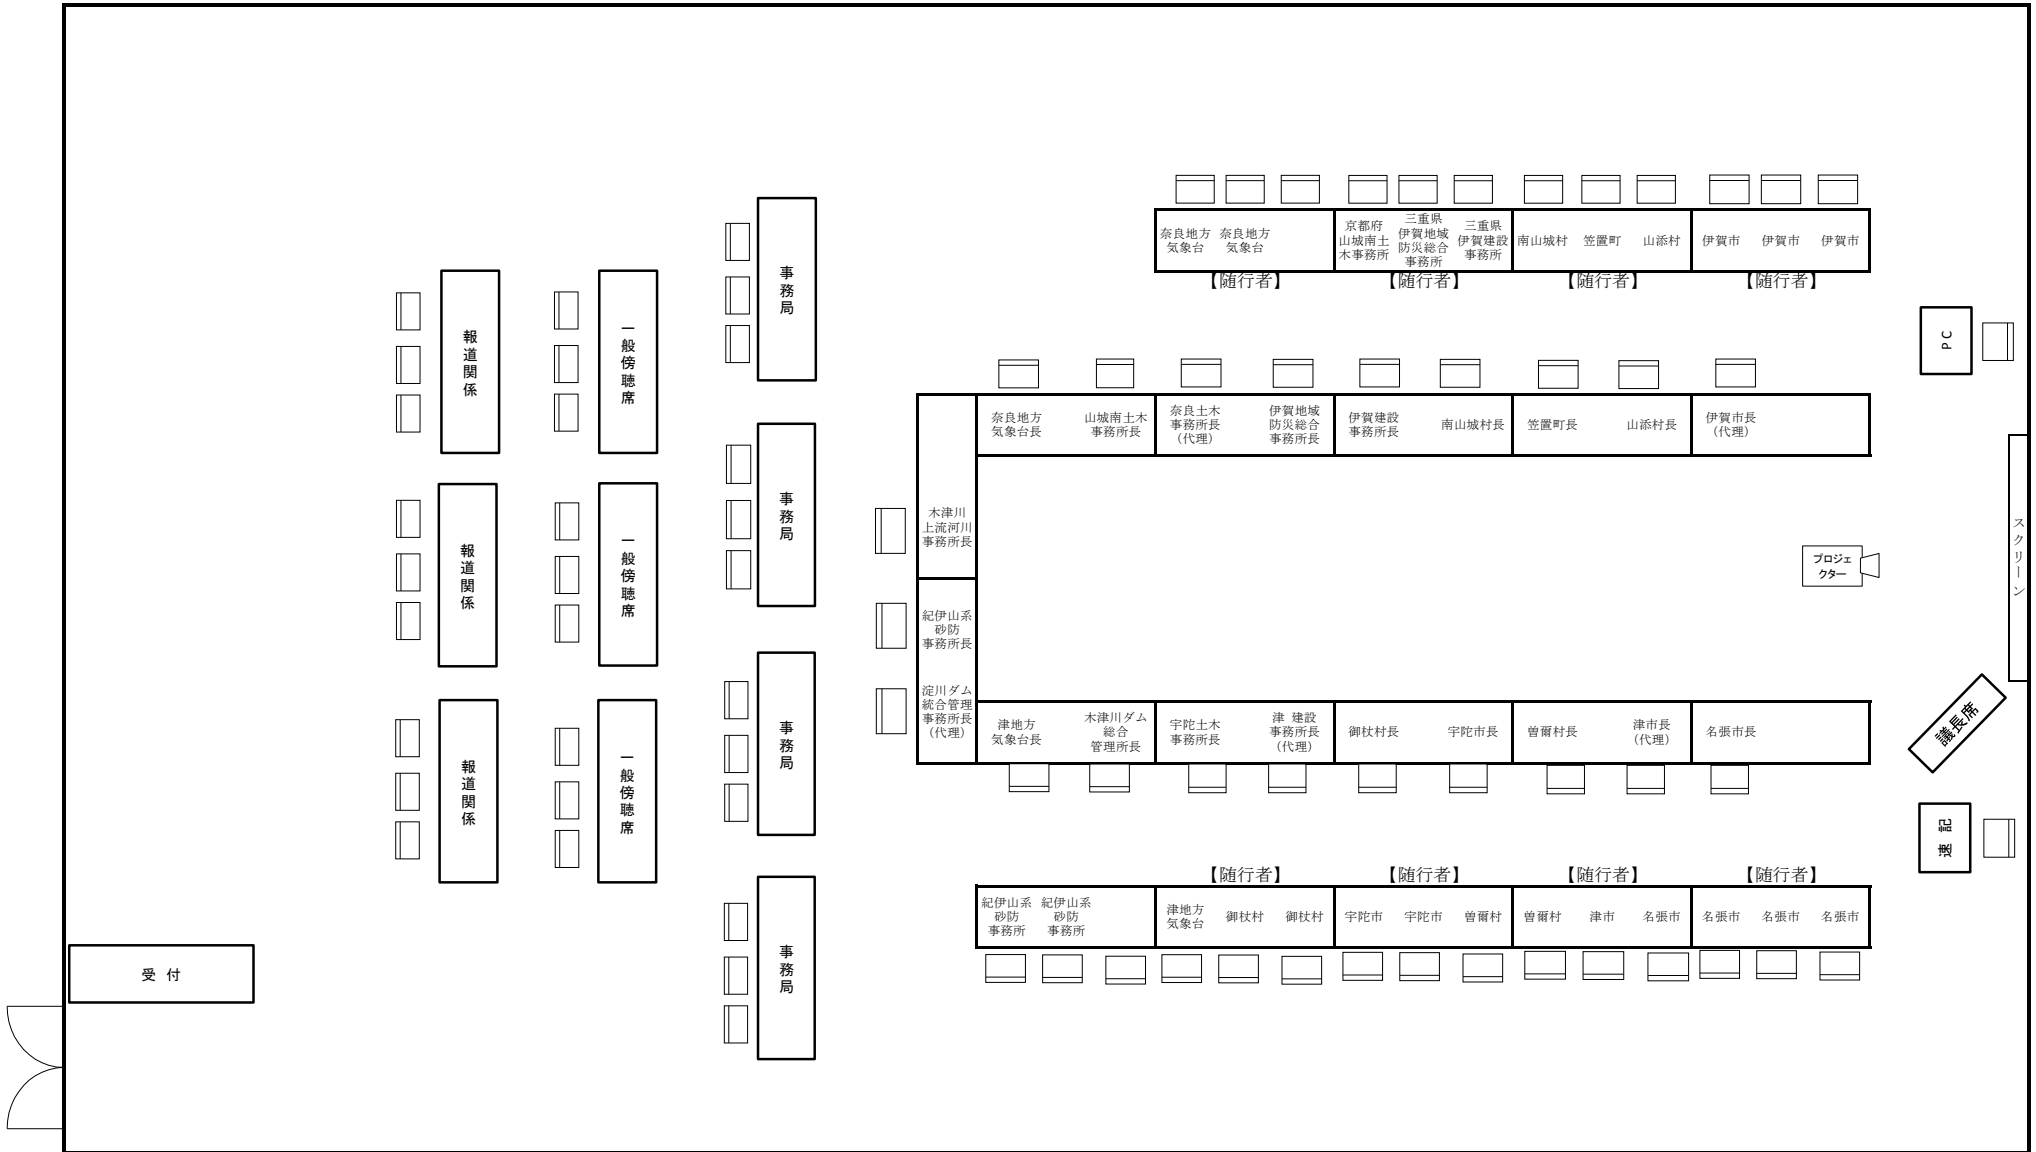 奈良地方
気象台
奈良地方
気象台
京都府
山城南土
木事務所
三重県
伊賀地域
防災総合
事務所
三重県
伊賀建設
事務所
南山城村
笠置町
山添村
伊賀市
伊賀市
伊賀市
【随行者】
【随行者】
【随行者】
【随行者】
事務局
報道関係
一般傍聴席
PC
奈良地方
気象台長
山城南土木
事務所長
奈良土木
事務所長
(代理)
伊賀地域
防災総合
事務所長
伊賀建設
事務所長
南山城村長
笠置町長
山添村長
伊賀市長
(代理)
事務局
報道関係
一般傍聴席
木津川
上流河川
事務所長
プロジェ
クター
スクリーン
紀伊山系
砂防
事務所長
淀川ダム
統合管理
事務所長
(代理)
事務局
報道関係
一般傍聴席
津地方
気象台長
木津川ダム
総合
管理所長
宇陀土木
事務所長
津 建設
事務所長
(代理)
御杖村長
宇陀市長
曽爾村長
津市長
(代理)
名張市長
議長席
速記
【随行者】
【随行者】
【随行者】
【随行者】
紀伊山系
砂防
事務所
紀伊山系
砂防
事務所
津地方
気象台
御杖村
御杖村
宇陀市
宇陀市
曽爾村
曽爾村
津市
名張市
名張市
名張市
名張市
事務局
受 付